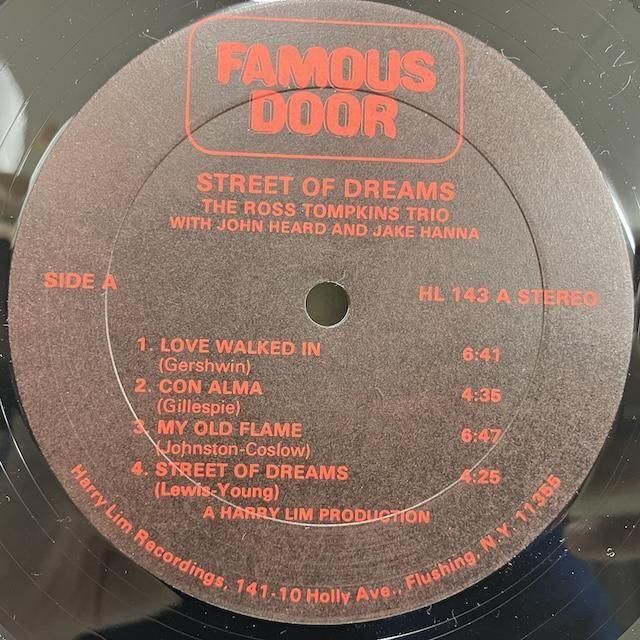 FAMOUS
DOOR
STREET OF DREAMS
THE ROSS TOMPKINS TRIO
WITH JOHN HEARD AND JAKE HANNA
SIDE A
HL 143 A STEREO
1. LOVE WALKED IN 6:41
(Gershwin)
2. CON ALMA 4:35
(Gillespie)
3. MY OLD FLAME 6:47
(Johnston-Coslow)
4. STREET OF DREAMS 4:25
(Lewis-Young)
A HARRY LIM PRODUCTION
Harry Lim Recordings, 141-10 Holly Ave., Flushing, N.Y. 11355